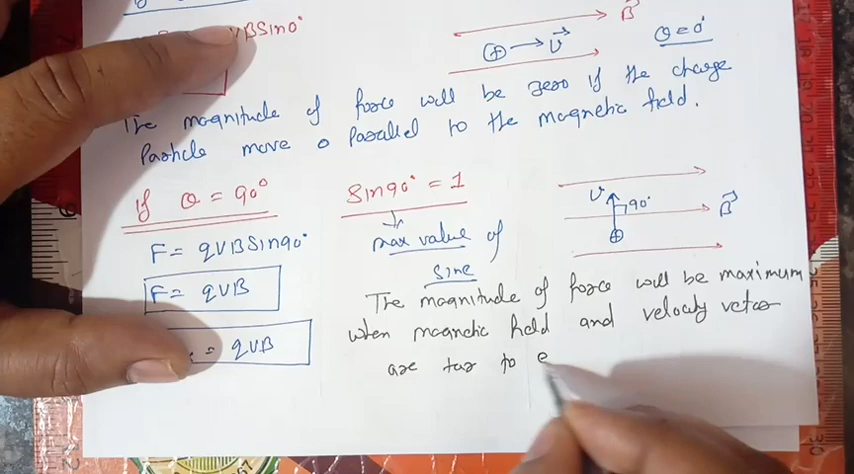 VBSin0°
B
θ = 0°
⊕ → V
The magnitude of force will be zero if the charge
Particle move o Parallel to the magnetic field.
If θ = 90°
Sin90° = 1
V
90°
B
F = qVBSin90°
max value of
sine
F = qVB
= qVB
The magnitude of force will be maximum
when magnetic field and velocity vector
are to e